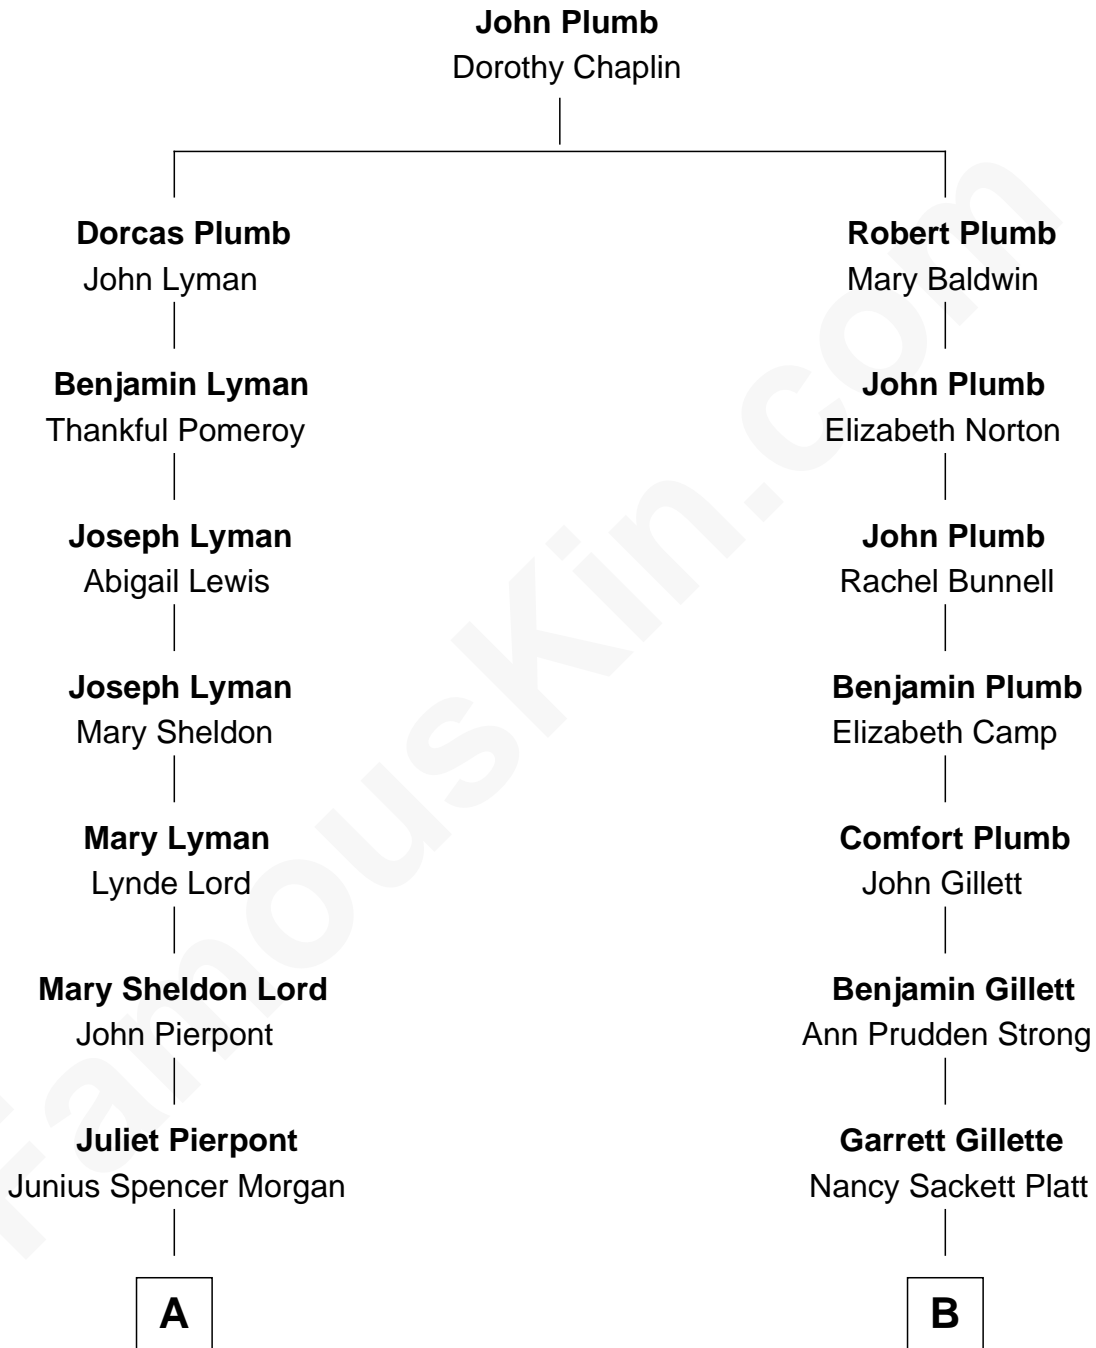 John Plumb
Dorothy Chaplin
Dorcas Plumb
John Lyman
Robert Plumb
Mary Baldwin
Benjamin Lyman
Thankful Pomeroy
John Plumb
Elizabeth Norton
Joseph Lyman
Abigail Lewis
John Plumb
Rachel Bunnell
Joseph Lyman
Mary Sheldon
Benjamin Plumb
Elizabeth Camp
Mary Lyman
Lynde Lord
Comfort Plumb
John Gillett
Mary Sheldon Lord
John Pierpont
Benjamin Gillett
Ann Prudden Strong
Juliet Pierpont
Junius Spencer Morgan
Garrett Gillette
Nancy Sackett Platt
A
B
FamousKin.com